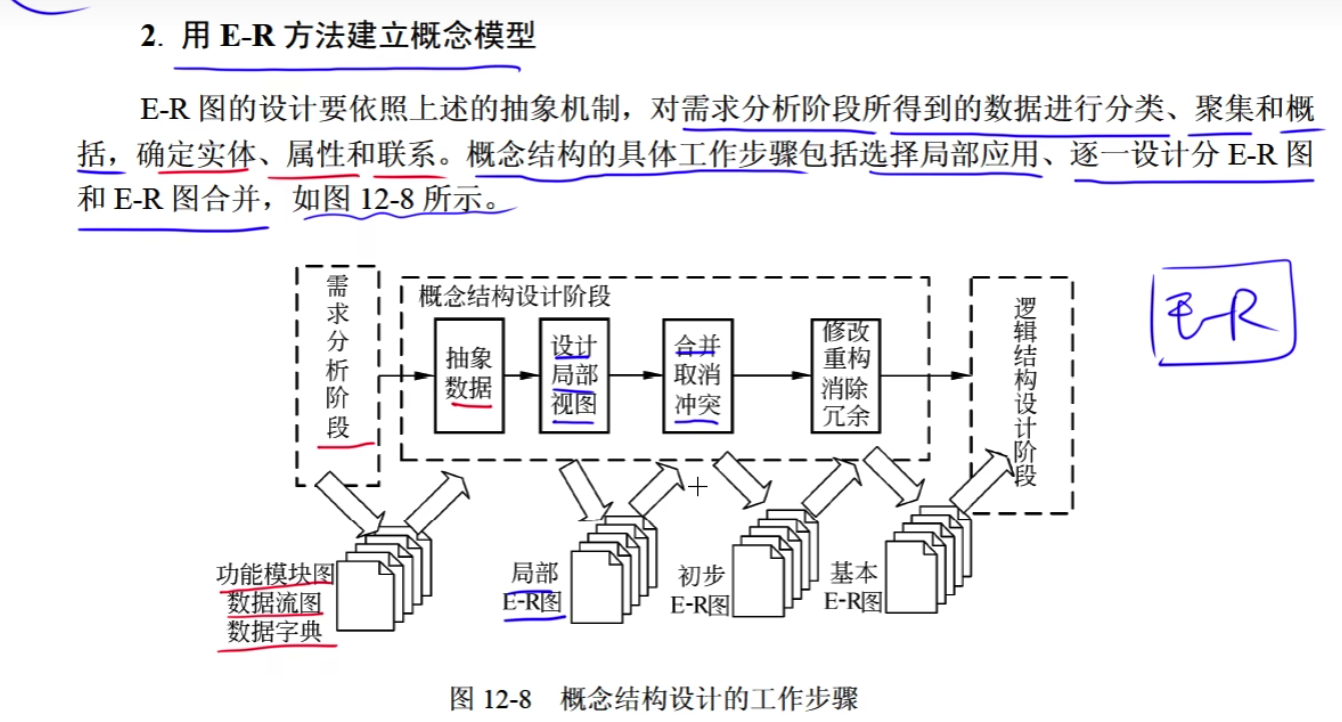 2. 用 E-R 方法建立概念模型
E-R 图的设计要依照上述的抽象机制，对需求分析阶段所得到的数据进行分类、聚集和概
括，确定实体、属性和联系。概念结构的具体工作步骤包括选择局部应用、逐一设计分 E-R 图
和 E-R 图合并，如图 12-8 所示。
需
求
分
析
阶
段
概念结构设计阶段
抽象
数据
设计
局部
视图
合并
取消
冲突
修改
重构
消除
冗余
逻
辑
结
构
设
计
阶
段
E-R
功能模块图
数据流图
数据字典
局部
E-R图
初步
E-R图
基本
E-R图
图 12-8 概念结构设计的工作步骤